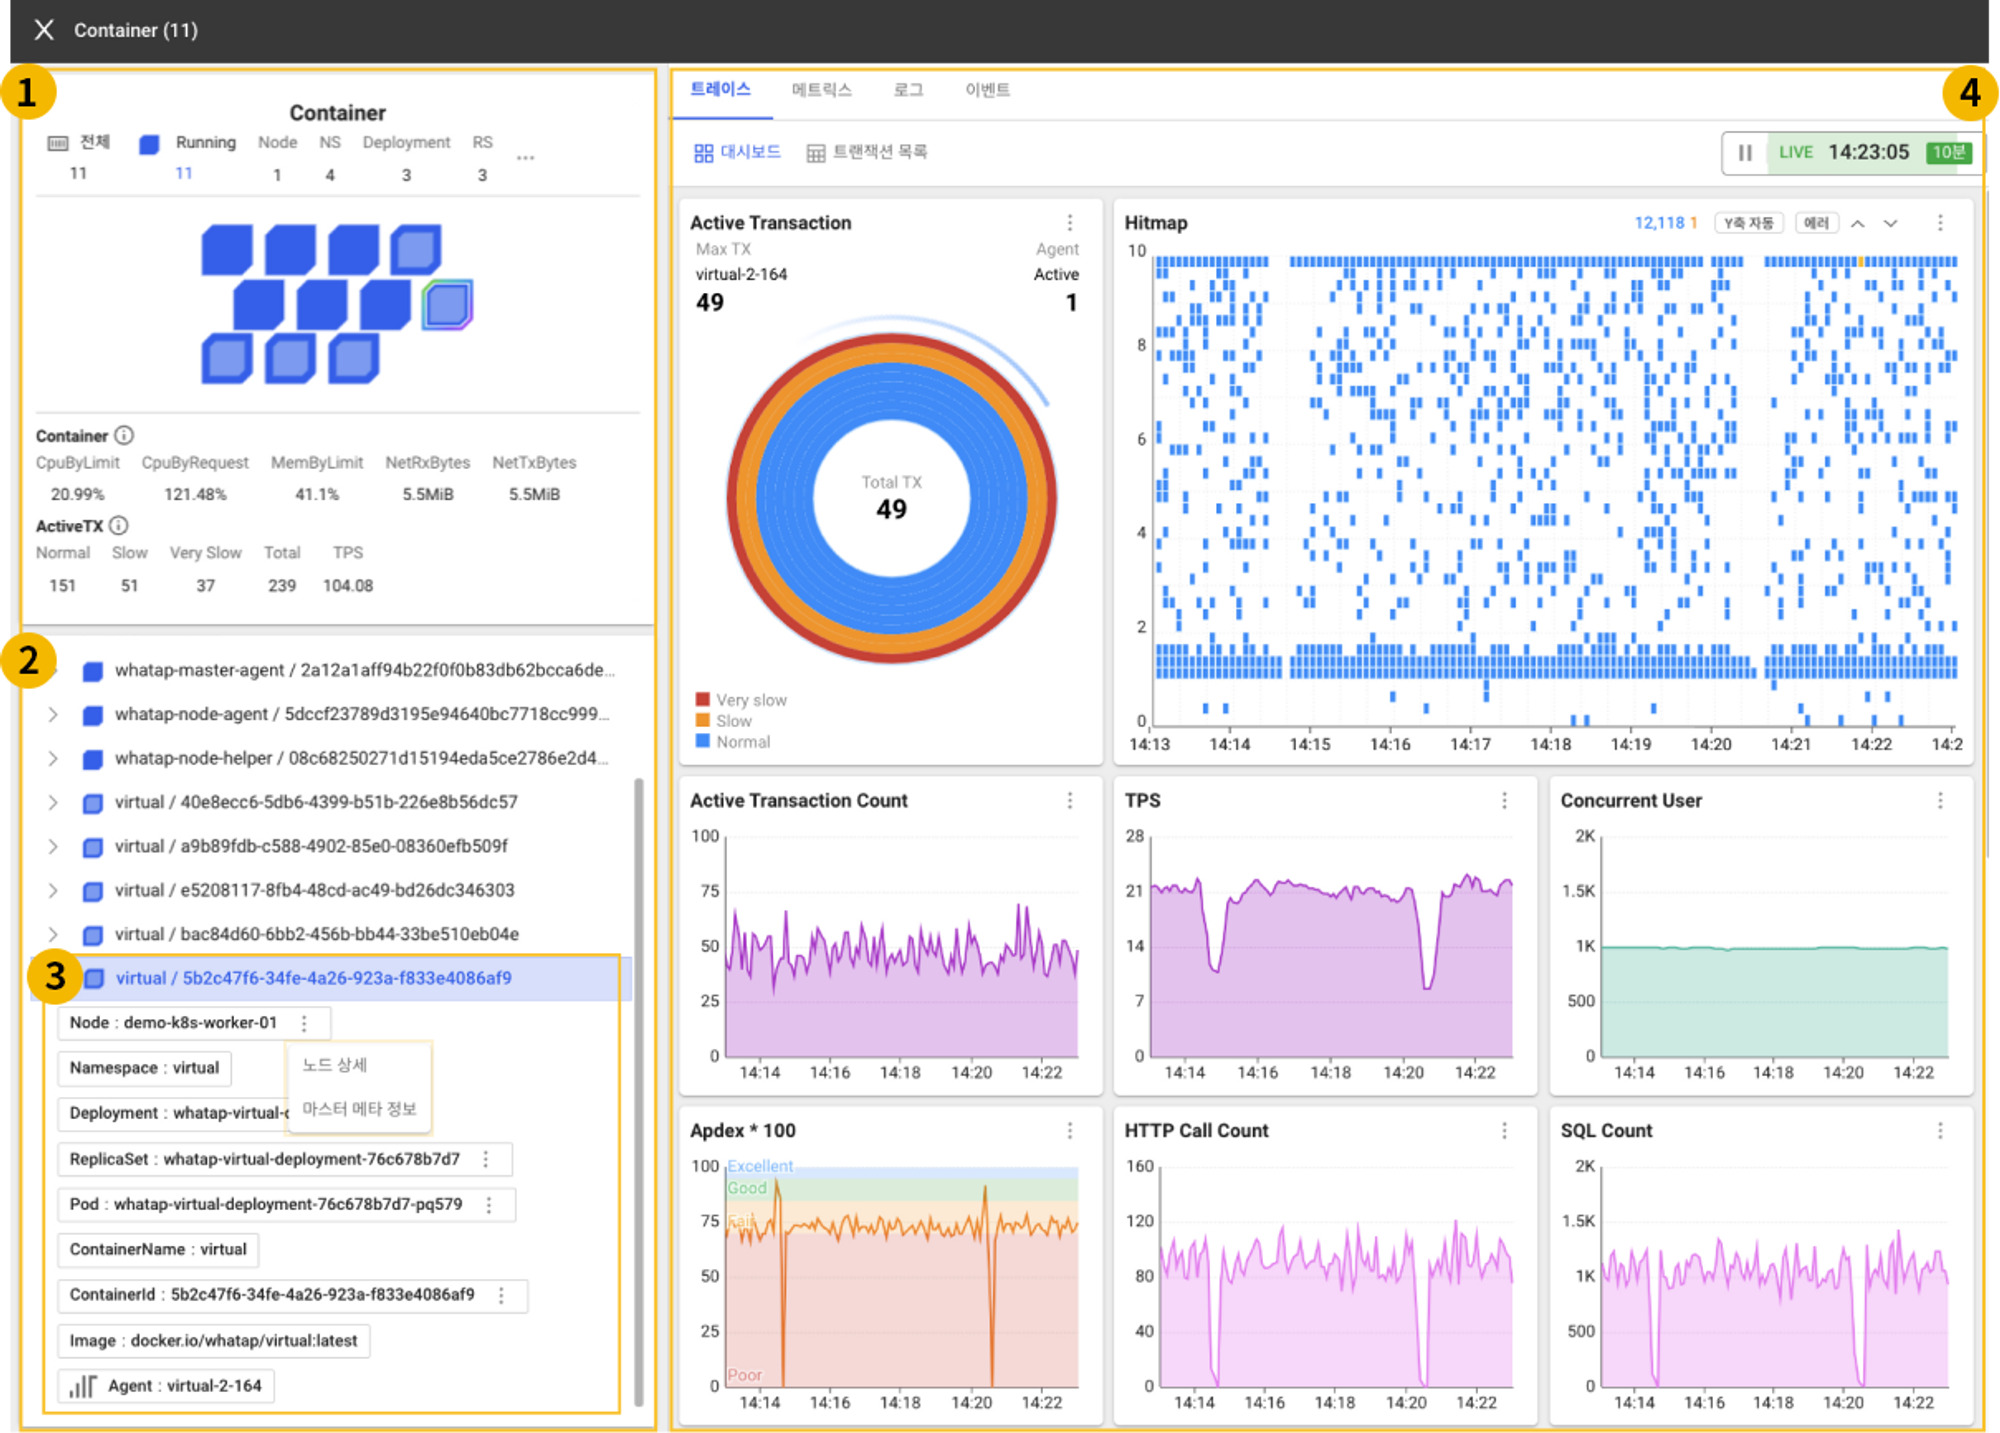 Container (11)
1
Container
전체 Running Node NS Deployment RS ...
11 11 1 4 3 3
Container
CpuByLimit CpuByRequest MemByLimit NetRxBytes NetTxBytes
20.99% 121.48% 41.1% 5.5MiB 5.5MiB
ActiveTX
Normal Slow Very Slow Total TPS
151 51 37 239 104.08
2
whatap-master-agent / 2a12a1aff94b22f0f0b83db62bcca6de...
whatap-node-agent / 5dccf23789d3195e94640bc7718cc999...
whatap-node-helper / 08c68250271d15194eda5ce2786e2d4...
virtual / 40e8ecc6-5db6-4399-b51b-226e8b56dc57
virtual / a9b89fdb-c588-4902-85e0-08360efb509f
virtual / e5208117-8fb4-48cd-ac49-bd26dc346303
virtual / bac84d60-6bb2-456b-bb44-33be510eb04e
3
virtual / 5b2c47f6-34fe-4a26-923a-f833e4086af9
Node : demo-k8s-worker-01
노드 상세
마스터 메타 정보
Namespace : virtual
Deployment : whatap-virtual-
ReplicaSet : whatap-virtual-deployment-76c678b7d7
Pod : whatap-virtual-deployment-76c678b7d7-pq579
ContainerName : virtual
ContainerId : 5b2c47f6-34fe-4a26-923a-f833e4086af9
Image : docker.io/whatap/virtual:latest
Agent : virtual-2-164
4
트레이스 메트릭스 로그 이벤트
대시보드 트랜잭션 목록
LIVE 14:23:05 10분
Active Transaction
Max TX Agent
virtual-2-164 Active
49 1
Total TX
49
Very slow
Slow
Normal
Hitmap 12,118 1 Y축 자동 에러
10
8
6
4
2
0
14:13 14:14 14:15 14:16 14:17 14:18 14:19 14:20 14:21 14:22 14:2
Active Transaction Count
100
75
50
25
0
14:14 14:16 14:18 14:20 14:22
TPS
28
21
14
7
0
14:14 14:16 14:18 14:20 14:22
Concurrent User
2K
1.5K
1K
500
0
14:14 14:16 14:18 14:20 14:22
Apdex * 100
100 Excellent
Good
75 Fair
50
25
Poor
0
14:14 14:16 14:18 14:20 14:22
HTTP Call Count
160
120
80
40
0
14:14 14:16 14:18 14:20 14:22
SQL Count
2K
1.5K
1K
500
0
14:14 14:16 14:18 14:20 14:22